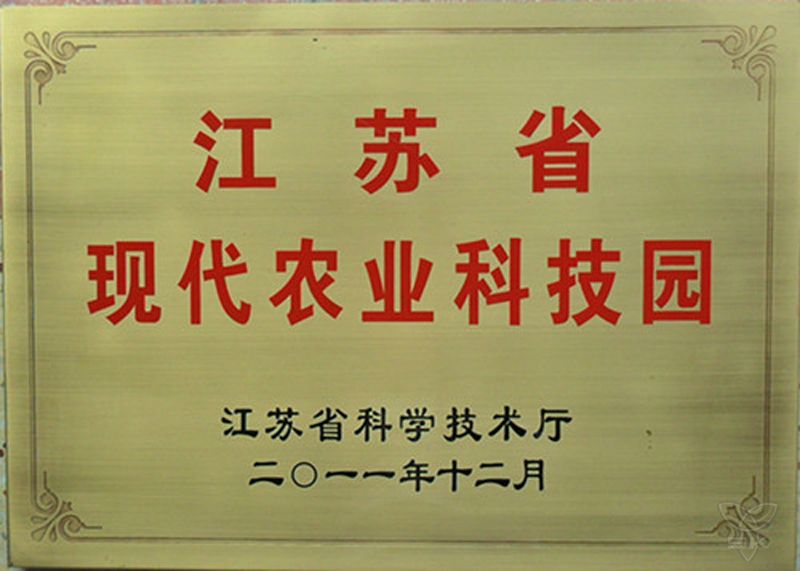 江苏省
现代农业科技园
江苏省科学技术厅
二〇一一年十二月